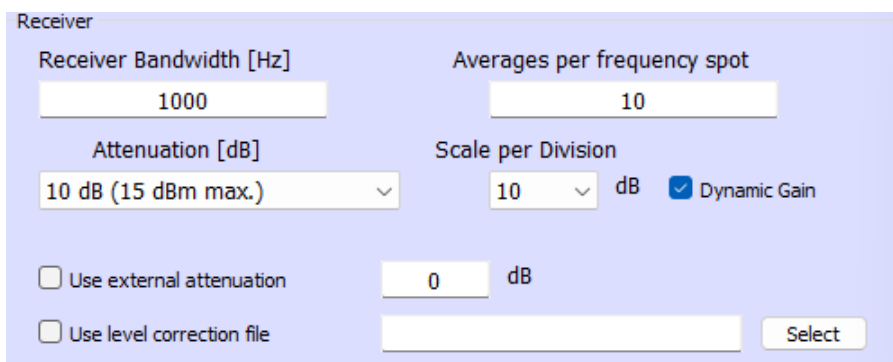 Receiver
Receiver Bandwidth [Hz] Averages per frequency spot
1000 10
Attenuation [dB] Scale per Division
10 dB (15 dBm max.) 10 dB Dynamic Gain
Use external attenuation 0 dB
Use level correction file Select